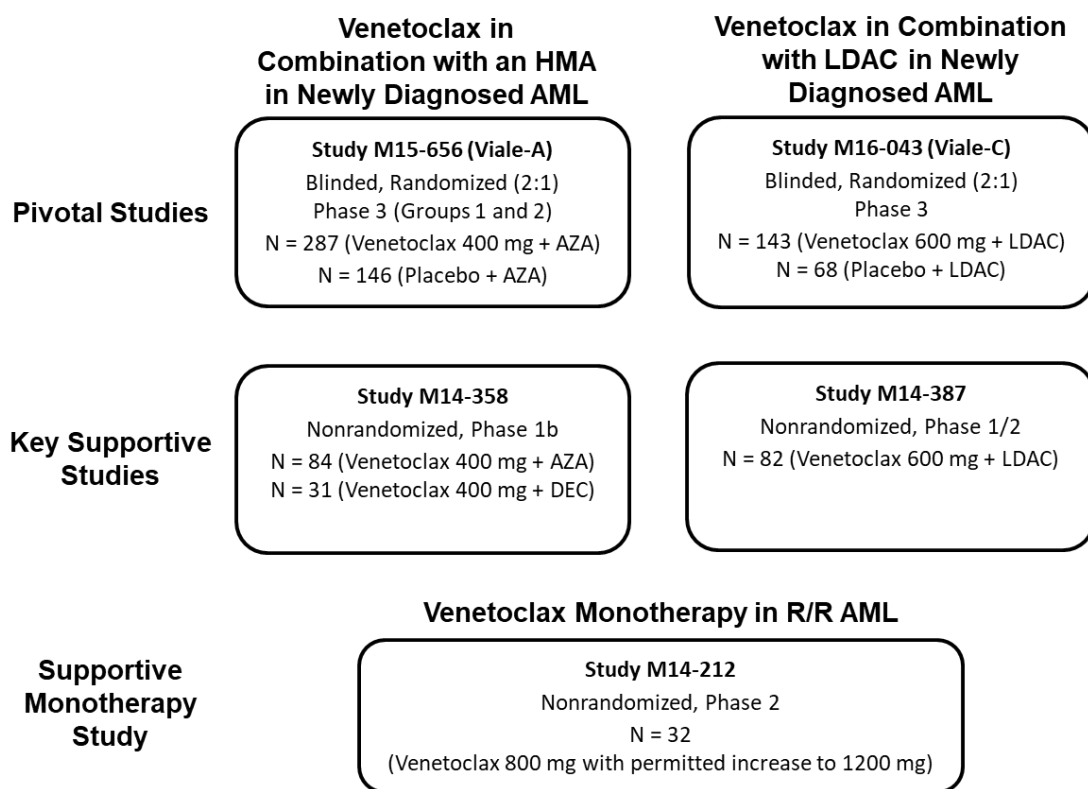 Venetoclax in
Combination with an HMA
in Newly Diagnosed AML
Venetoclax in Combination
with LDAC in Newly
Diagnosed AML
Pivotal Studies
Study M15-656 (Viale-A)
Blinded, Randomized (2:1)
Phase 3 (Groups 1 and 2)
N = 287 (Venetoclax 400 mg + AZA)
N = 146 (Placebo + AZA)
Study M16-043 (Viale-C)
Blinded, Randomized (2:1)
Phase 3
N = 143 (Venetoclax 600 mg + LDAC)
N = 68 (Placebo + LDAC)
Key Supportive
Studies
Study M14-358
Nonrandomized, Phase 1b
N = 84 (Venetoclax 400 mg + AZA)
N = 31 (Venetoclax 400 mg + DEC)
Study M14-387
Nonrandomized, Phase 1/2
N = 82 (Venetoclax 600 mg + LDAC)
Venetoclax Monotherapy in R/R AML
Supportive
Monotherapy
Study
Study M14-212
Nonrandomized, Phase 2
N = 32
(Venetoclax 800 mg with permitted increase to 1200 mg)